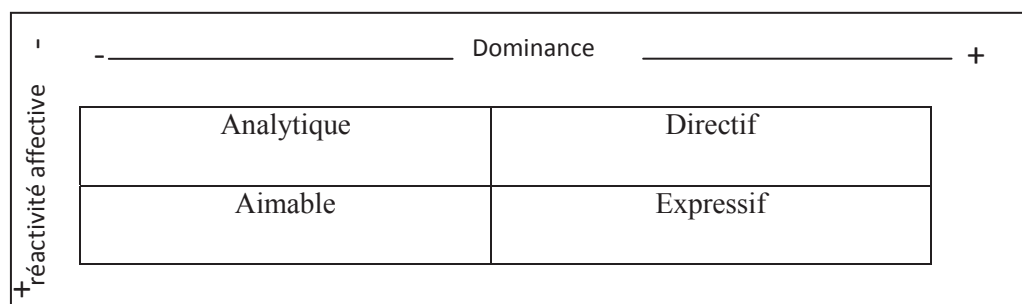 - Dominance +
- réactivité affective +
Analytique Directif
Aimable Expressif